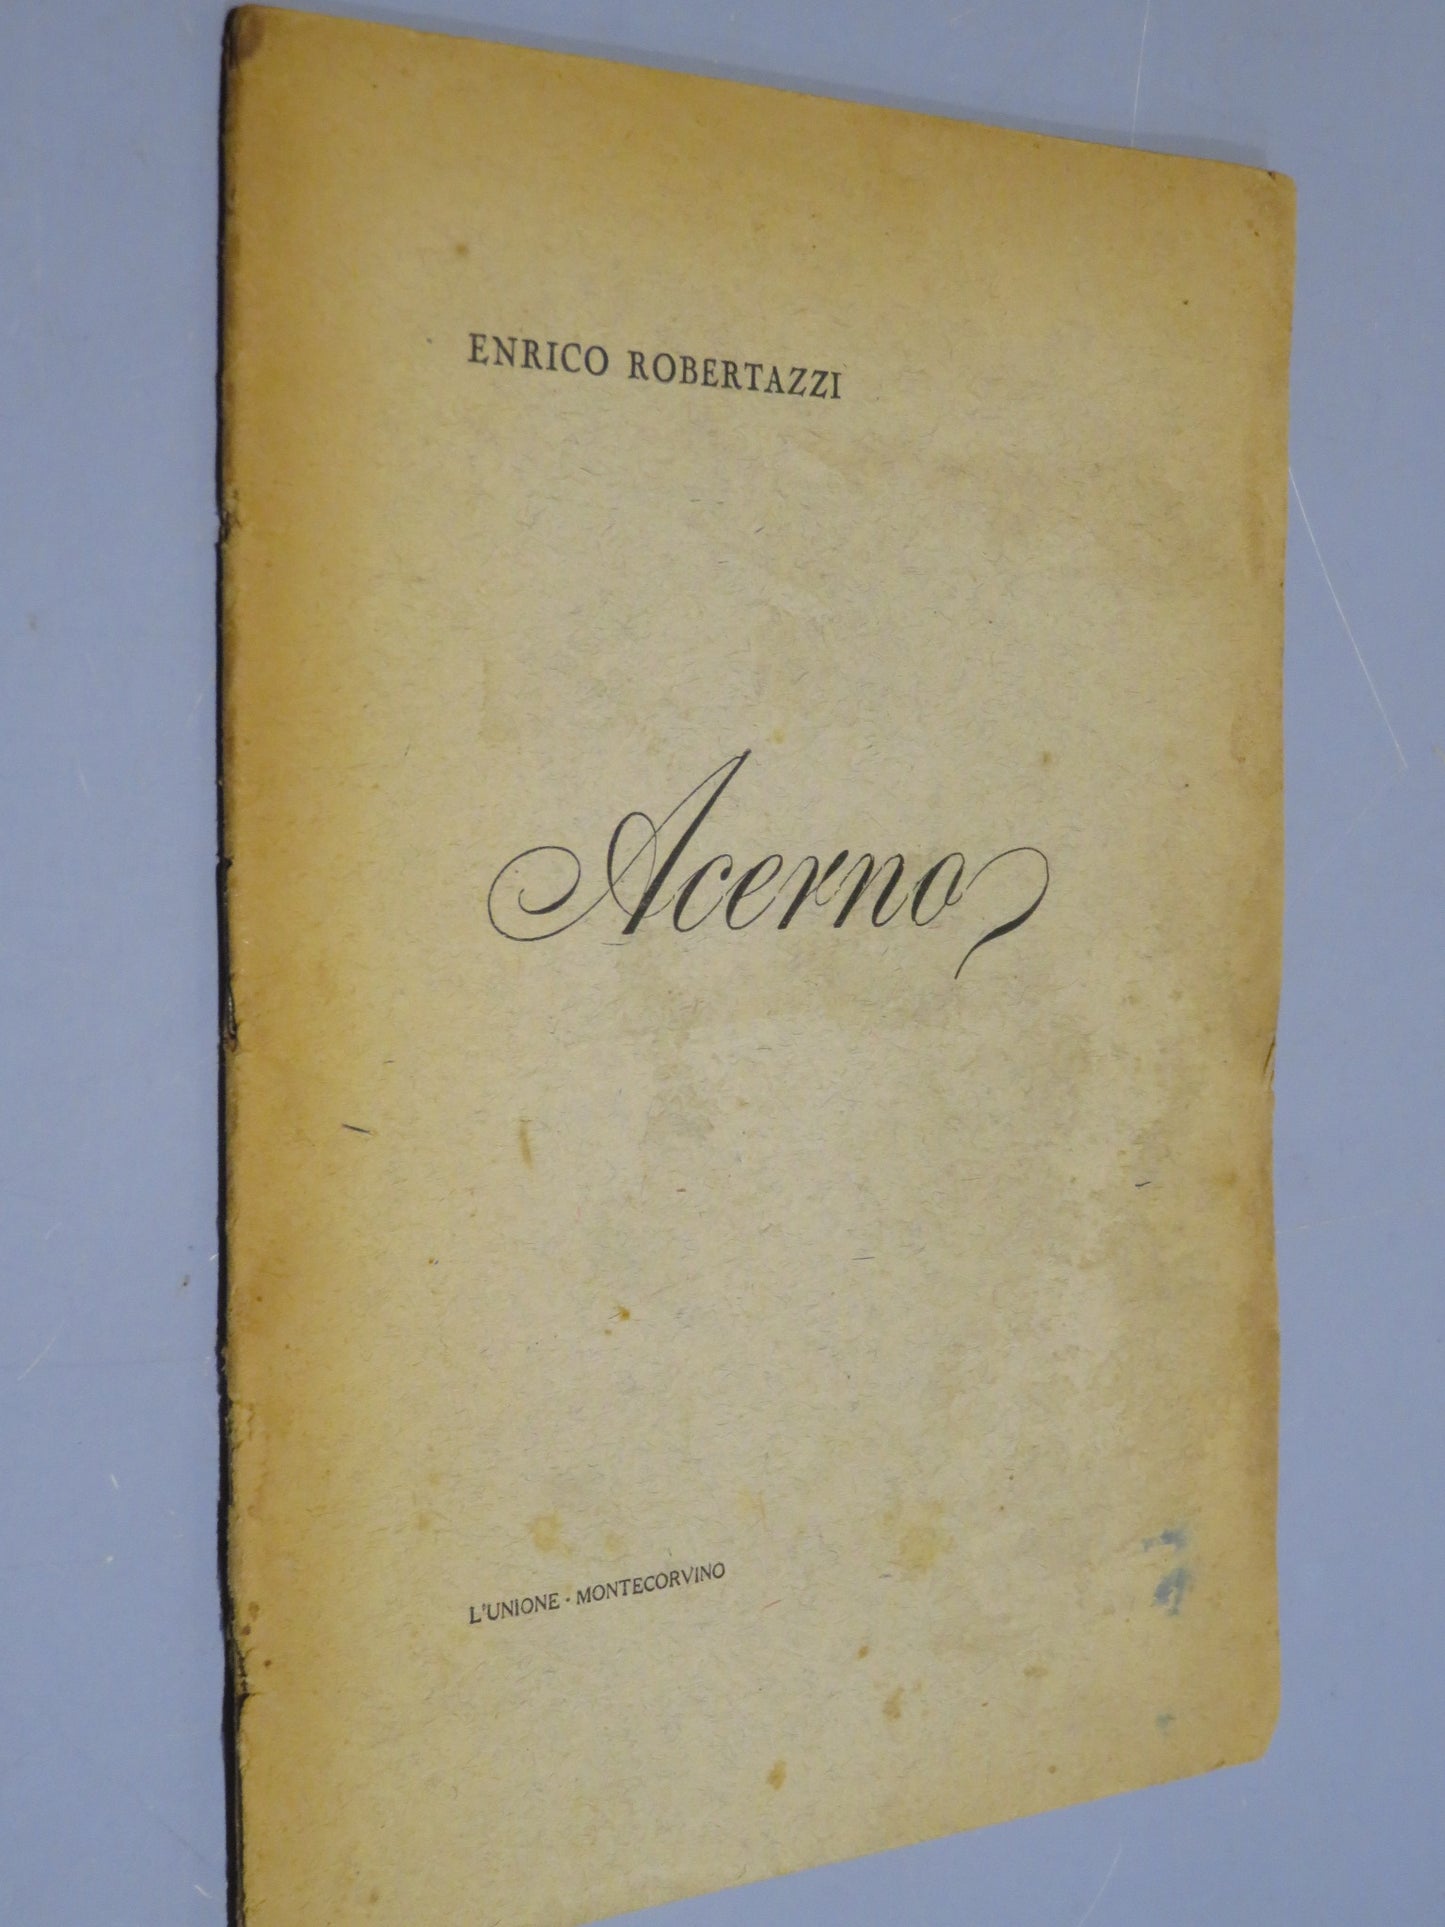 ENRICO ROBERTAZZI
Acerno
L'UNIONE - MONTECORVINO